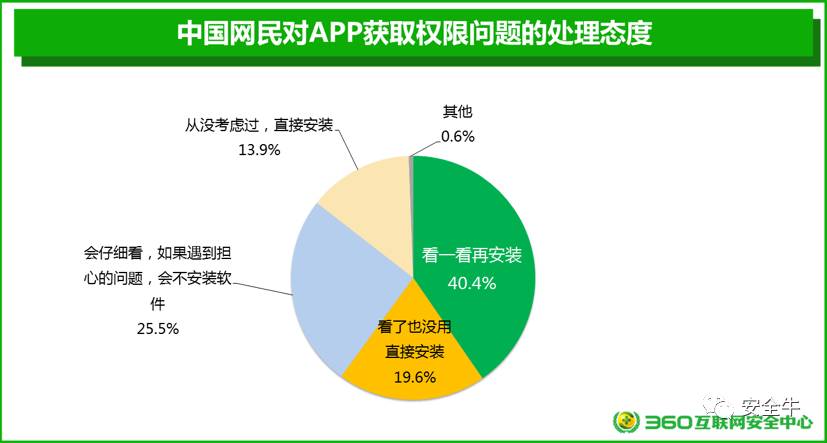 中国网民对APP获取权限问题的处理态度
其他
0.6%
从没考虑过，直接安装
13.9%
看一看再安装
40.4%
会仔细看，如果遇到担
心的问题，会不安装软
件
25.5%
看了也没用
直接安装
19.6%
安全牛
360互联网安全中心